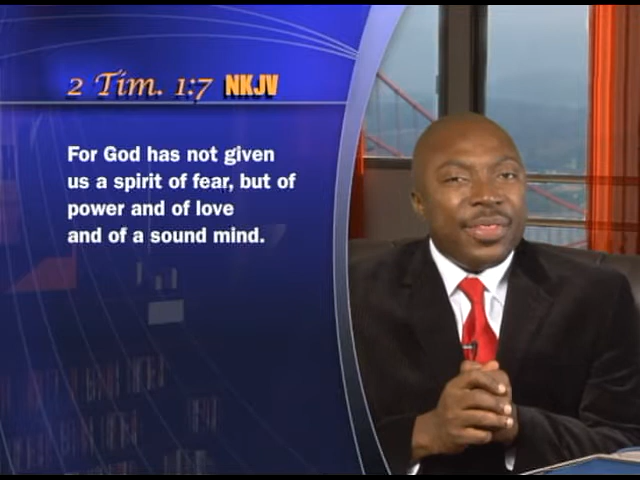 2 Tim. 1:7 NKJV
For God has not given
us a spirit of fear, but of
power and of love
and of a sound mind.